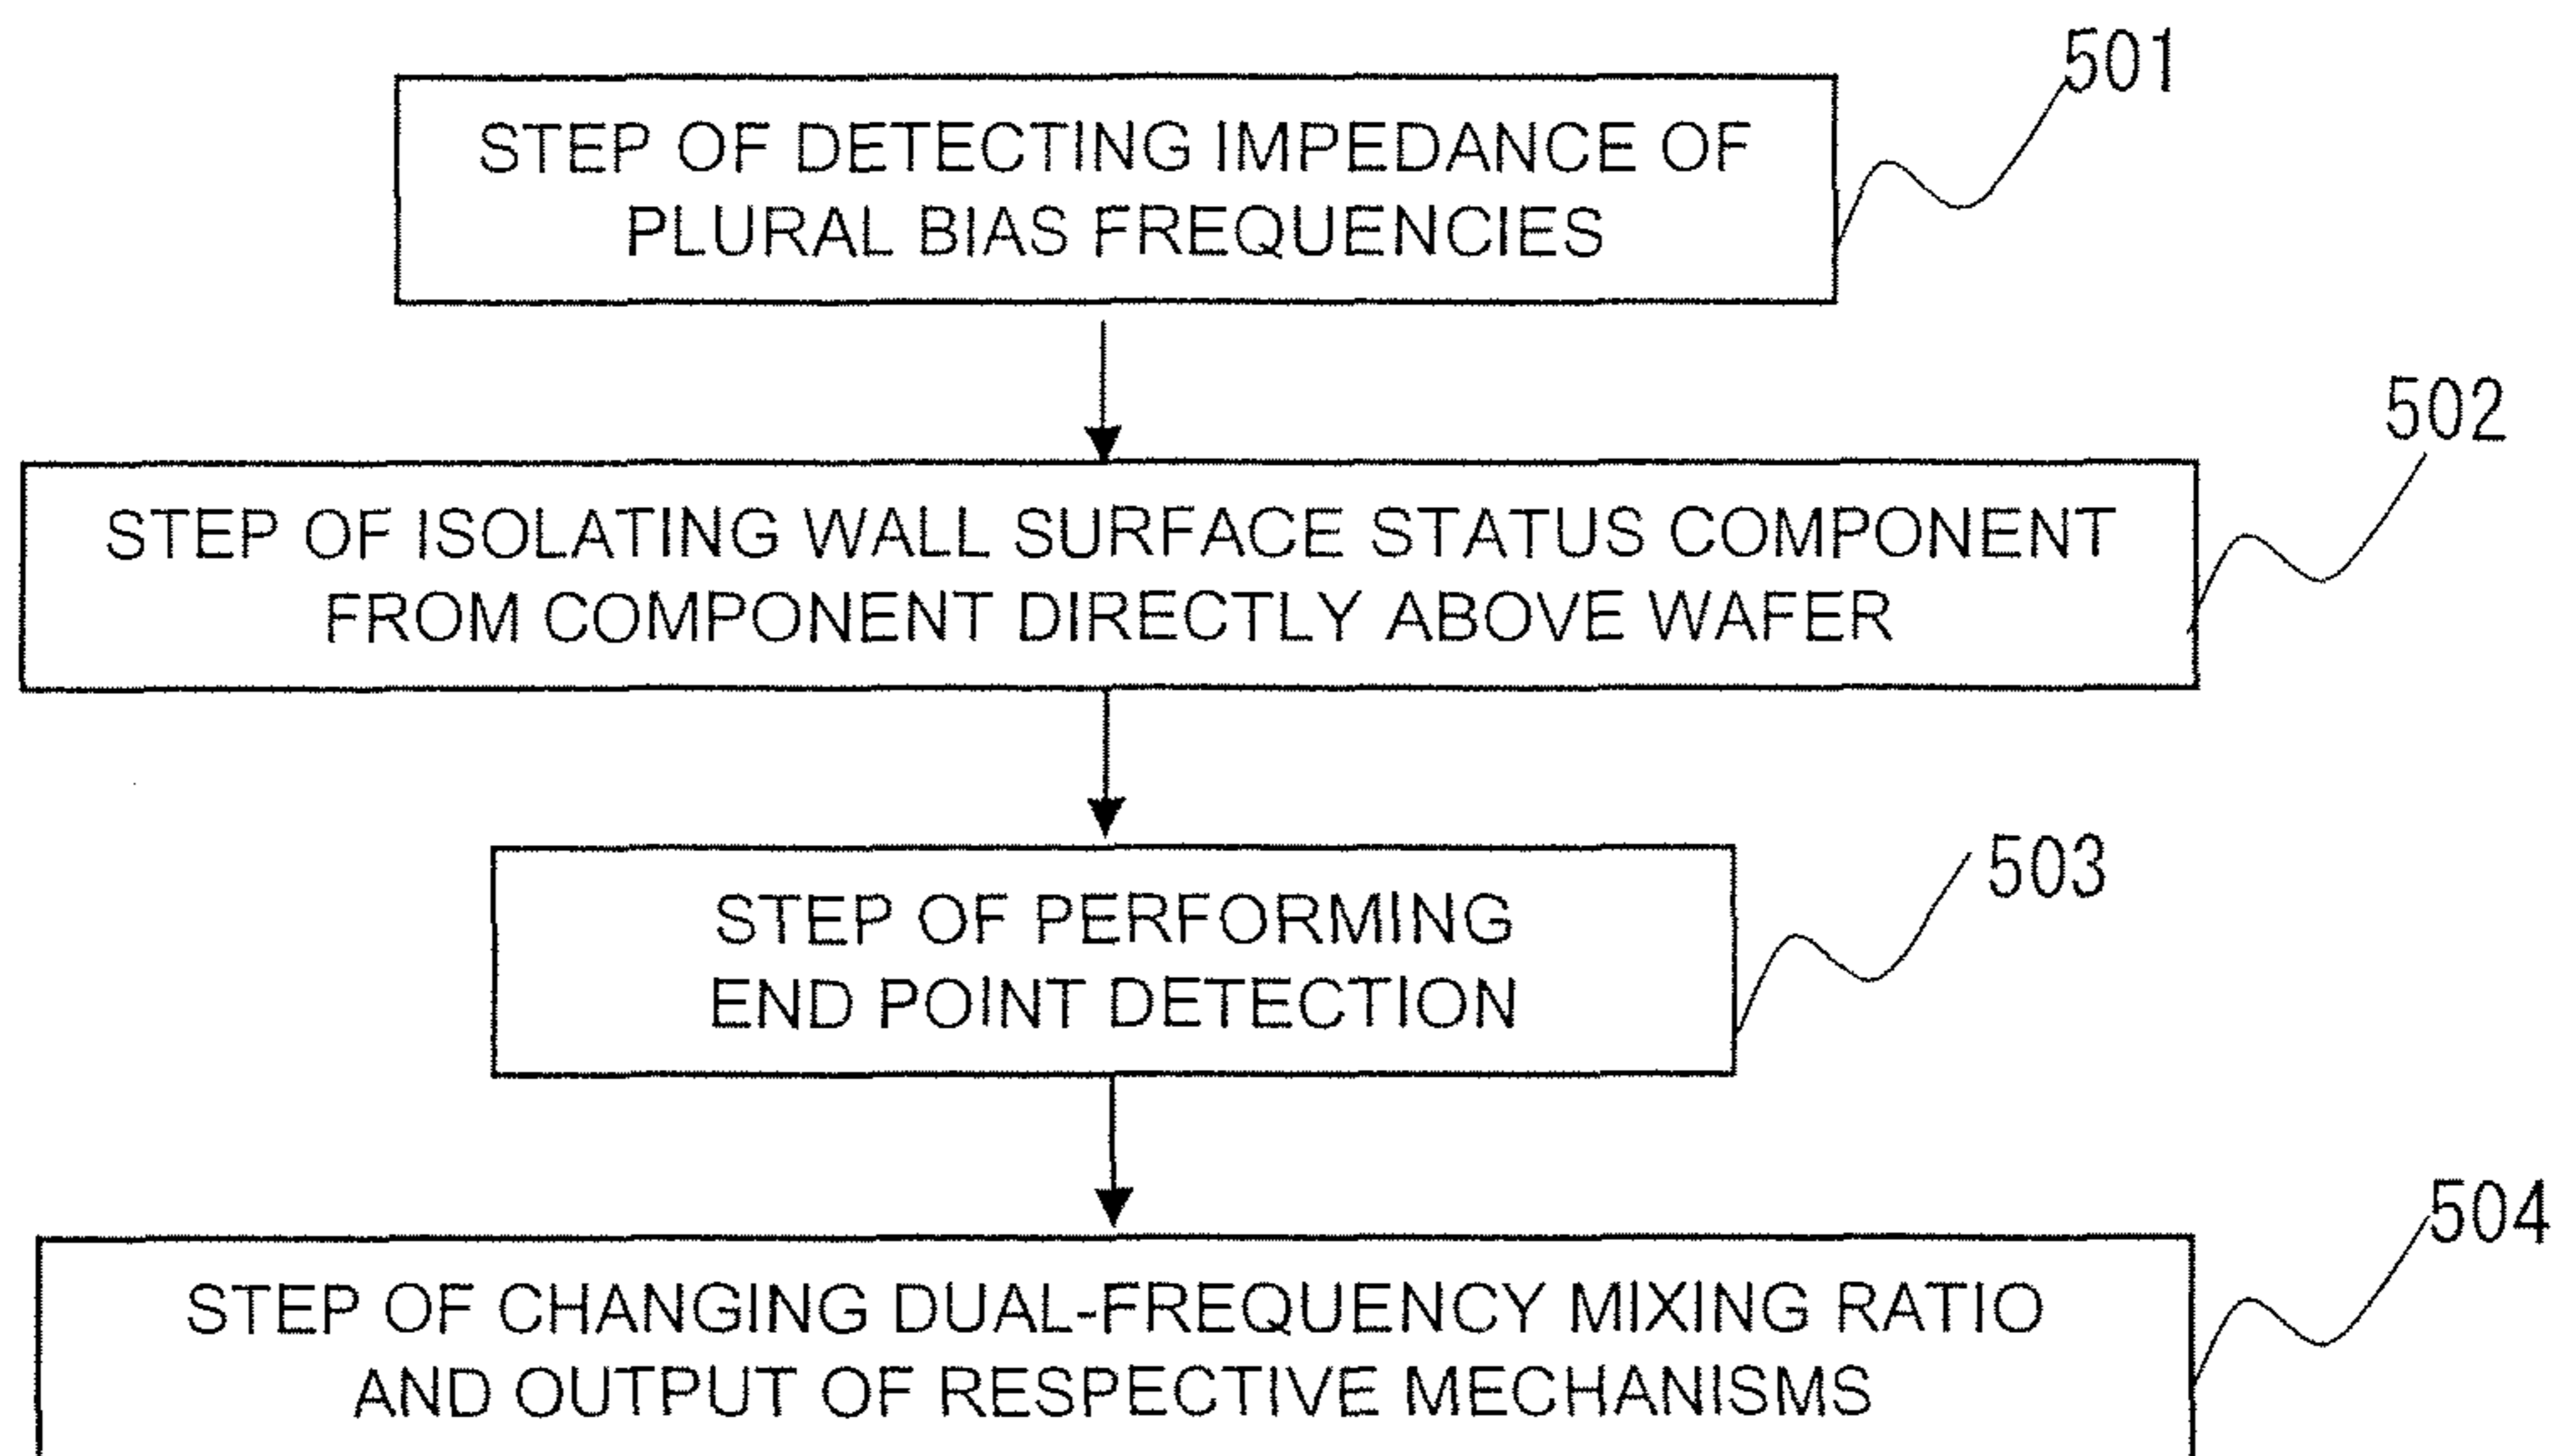 501
STEP OF DETECTING IMPEDANCE OF
PLURAL BIAS FREQUENCIES
502
STEP OF ISOLATING WALL SURFACE STATUS COMPONENT
FROM COMPONENT DIRECTLY ABOVE WAFER
503
STEP OF PERFORMING
END POINT DETECTION
504
STEP OF CHANGING DUAL-FREQUENCY MIXING RATIO
AND OUTPUT OF RESPECTIVE MECHANISMS